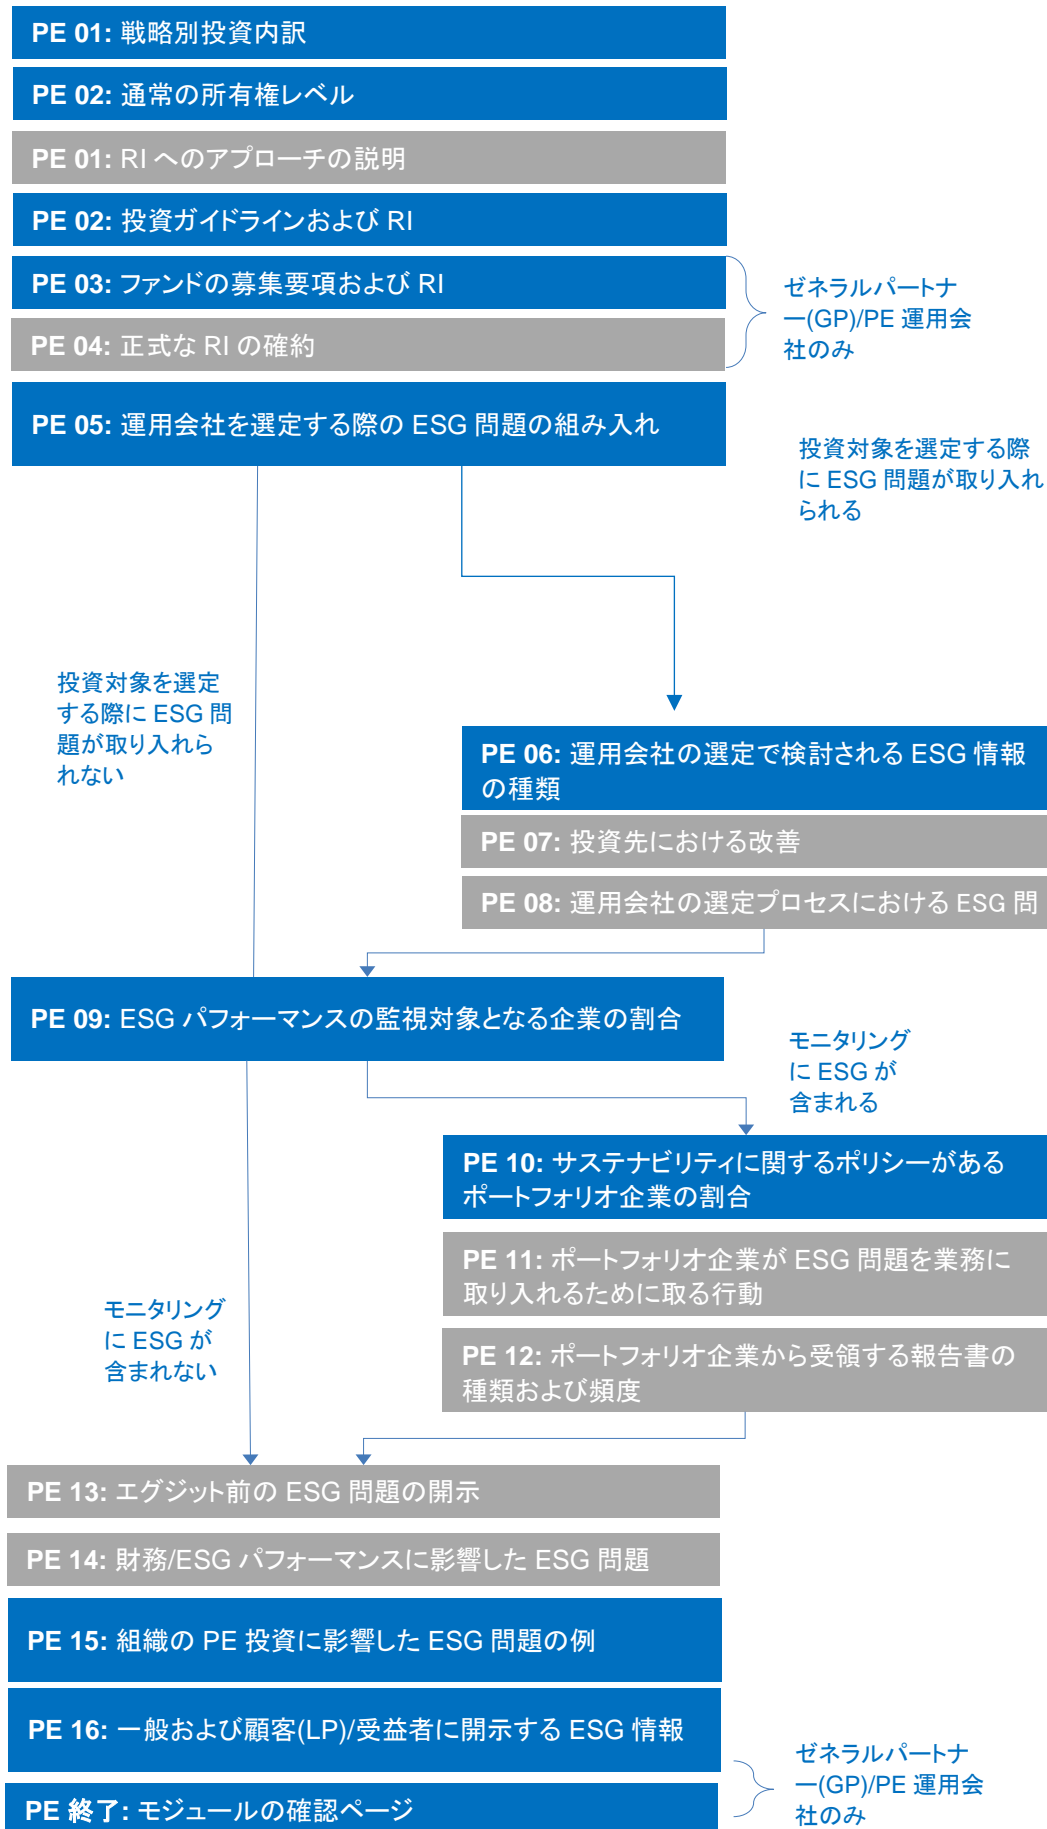 PE 01: 戦略別投資内訳
PE 02: 通常の所有権レベル
PE 01: RI へのアプローチの説明
PE 02: 投資ガイドラインおよび RI
PE 03: ファンドの募集要項および RI
PE 04: 正式な RI の確約
ゼネラルパートナ
ー(GP)/PE 運用会
社のみ
PE 05: 運用会社を選定する際の ESG 問題の組み入れ
投資対象を選定する際
に ESG 問題が取り入れ
られる
投資対象を選定
する際に ESG 問
題が取り入れら
れない
PE 06: 運用会社の選定で検討される ESG 情報
の種類
PE 07: 投資先における改善
PE 08: 運用会社の選定プロセスにおける ESG 問
PE 09: ESG パフォーマンスの監視対象となる企業の割合
モニタリング
に ESG が
含まれる
PE 10: サステナビリティに関するポリシーがある
ポートフォリオ企業の割合
PE 11: ポートフォリオ企業が ESG 問題を業務に
取り入れるために取る行動
モニタリング
に ESG が
含まれない
PE 12: ポートフォリオ企業から受領する報告書の
種類および頻度
PE 13: エグジット前の ESG 問題の開示
PE 14: 財務/ESG パフォーマンスに影響した ESG 問題
PE 15: 組織の PE 投資に影響した ESG 問題の例
PE 16: 一般および顧客(LP)/受益者に開示する ESG 情報
ゼネラルパートナ
ー(GP)/PE 運用会
社のみ
PE 終了: モジュールの確認ページ